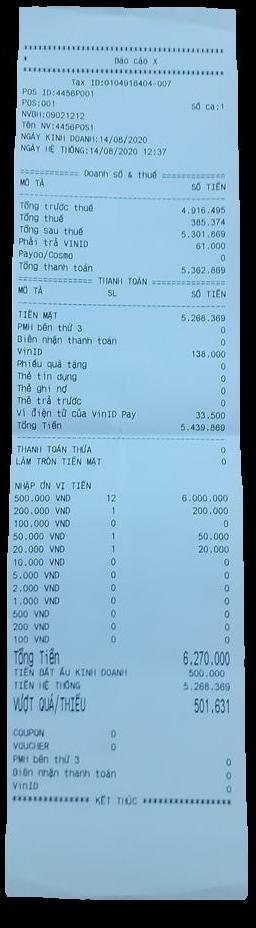 ****************************************
* Báo cáo X
****************************************
Tax ID:0104918404-007
POS ID:4456P001
POS:001 Số ca:1
NVBH:09021212
Tên NV:4456POS1
NGÀY KINH DOANH:14/08/2020
NGÀY HỆ THỐNG:14/08/2020 12:37
============= Doanh số & thuế =============
MÔ TẢ SỐ TIỀN
Tổng trước thuế 4.916.495
Tổng thuế 385.374
Tổng sau thuế 5.301.869
Phải trả VINID 61.000
Payoo/Cosmo 0
Tổng thanh toán 5.362.869
============= THANH TOÁN =============
MÔ TẢ SL SỐ TIỀN
TIỀN MẶT 5.268.369
PMH bên thứ 3 0
Biên nhận thanh toán 0
VinID 138.000
Phiếu quà tặng 0
Thẻ tín dụng 0
Thẻ ghi nợ 0
Thẻ trả trước 0
Ví điện tử của VinID Pay 33.500
Tổng Tiền 5.439.869
THANH TOÁN THỪA 0
LÀM TRÒN TIỀN MẶT 0
NHẬP ĐƠN VỊ TIỀN
500.000 VND 12 6.000.000
200.000 VND 1 200.000
100.000 VND 0 0
50.000 VND 1 50.000
20.000 VND 1 20.000
10.000 VND 0 0
5.000 VND 0 0
2.000 VND 0 0
1.000 VND 0 0
500 VND 0 0
200 VND 0 0
100 VND 0 0
Tổng Tiền 6.270.000
TIỀN BẮT ĐẦU KINH DOANH 500.000
TIỀN HỆ THỐNG 5.268.369
VƯỢT QUÁ/THIẾU 501.631
COUPON 0
VOUCHER 0
PMH bên thứ 3 0
Biên nhận thanh toán 0
VinID 0
*************** KẾT THÚC ****************